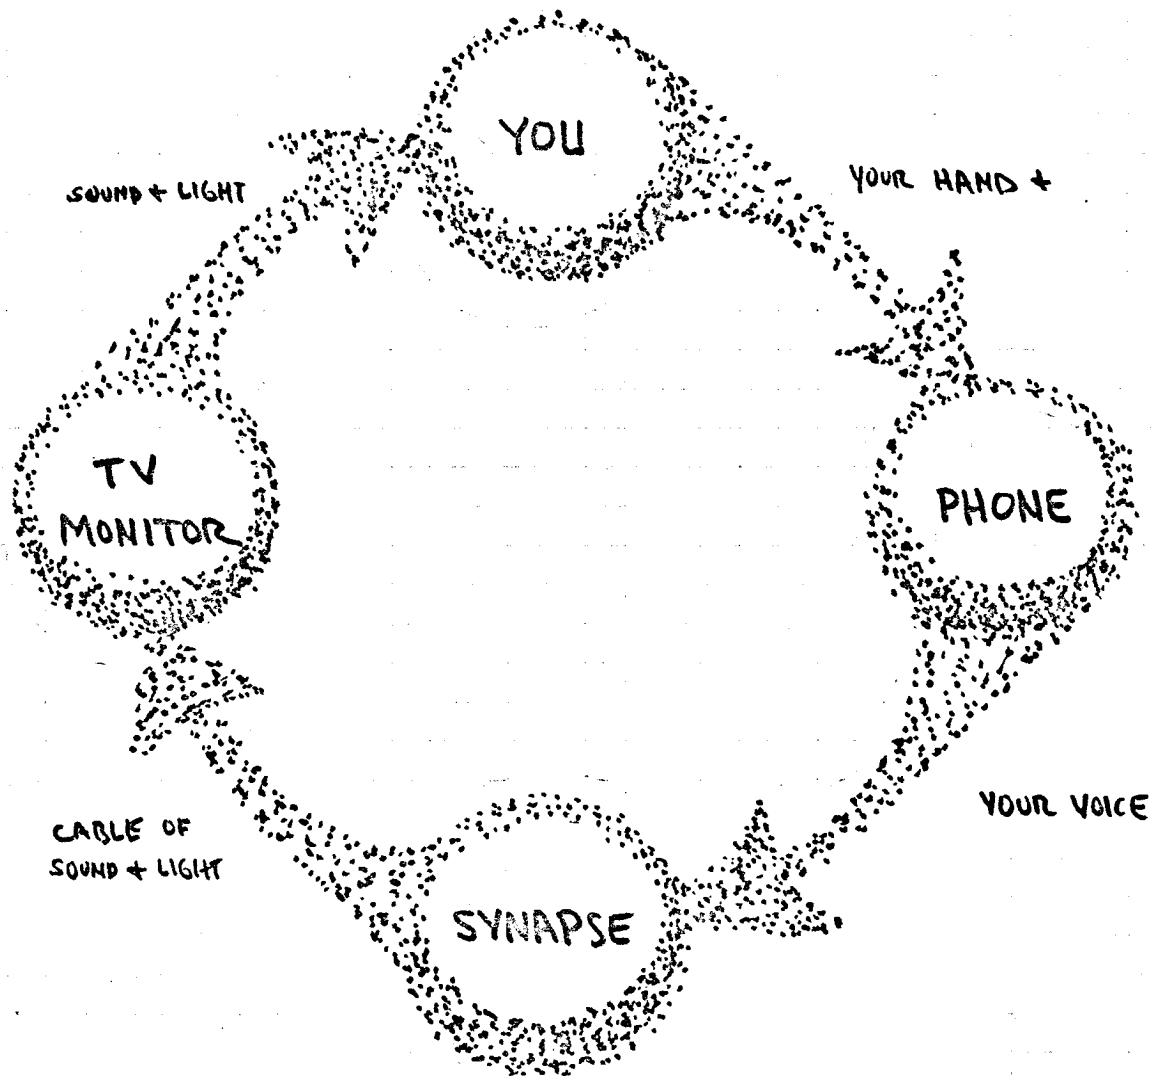 YOU
SOUND + LIGHT
YOUR HAND +
TV
MONITOR
PHONE
YOUR VOICE
CABLE OF
SOUND + LIGHT
SYNAPSE